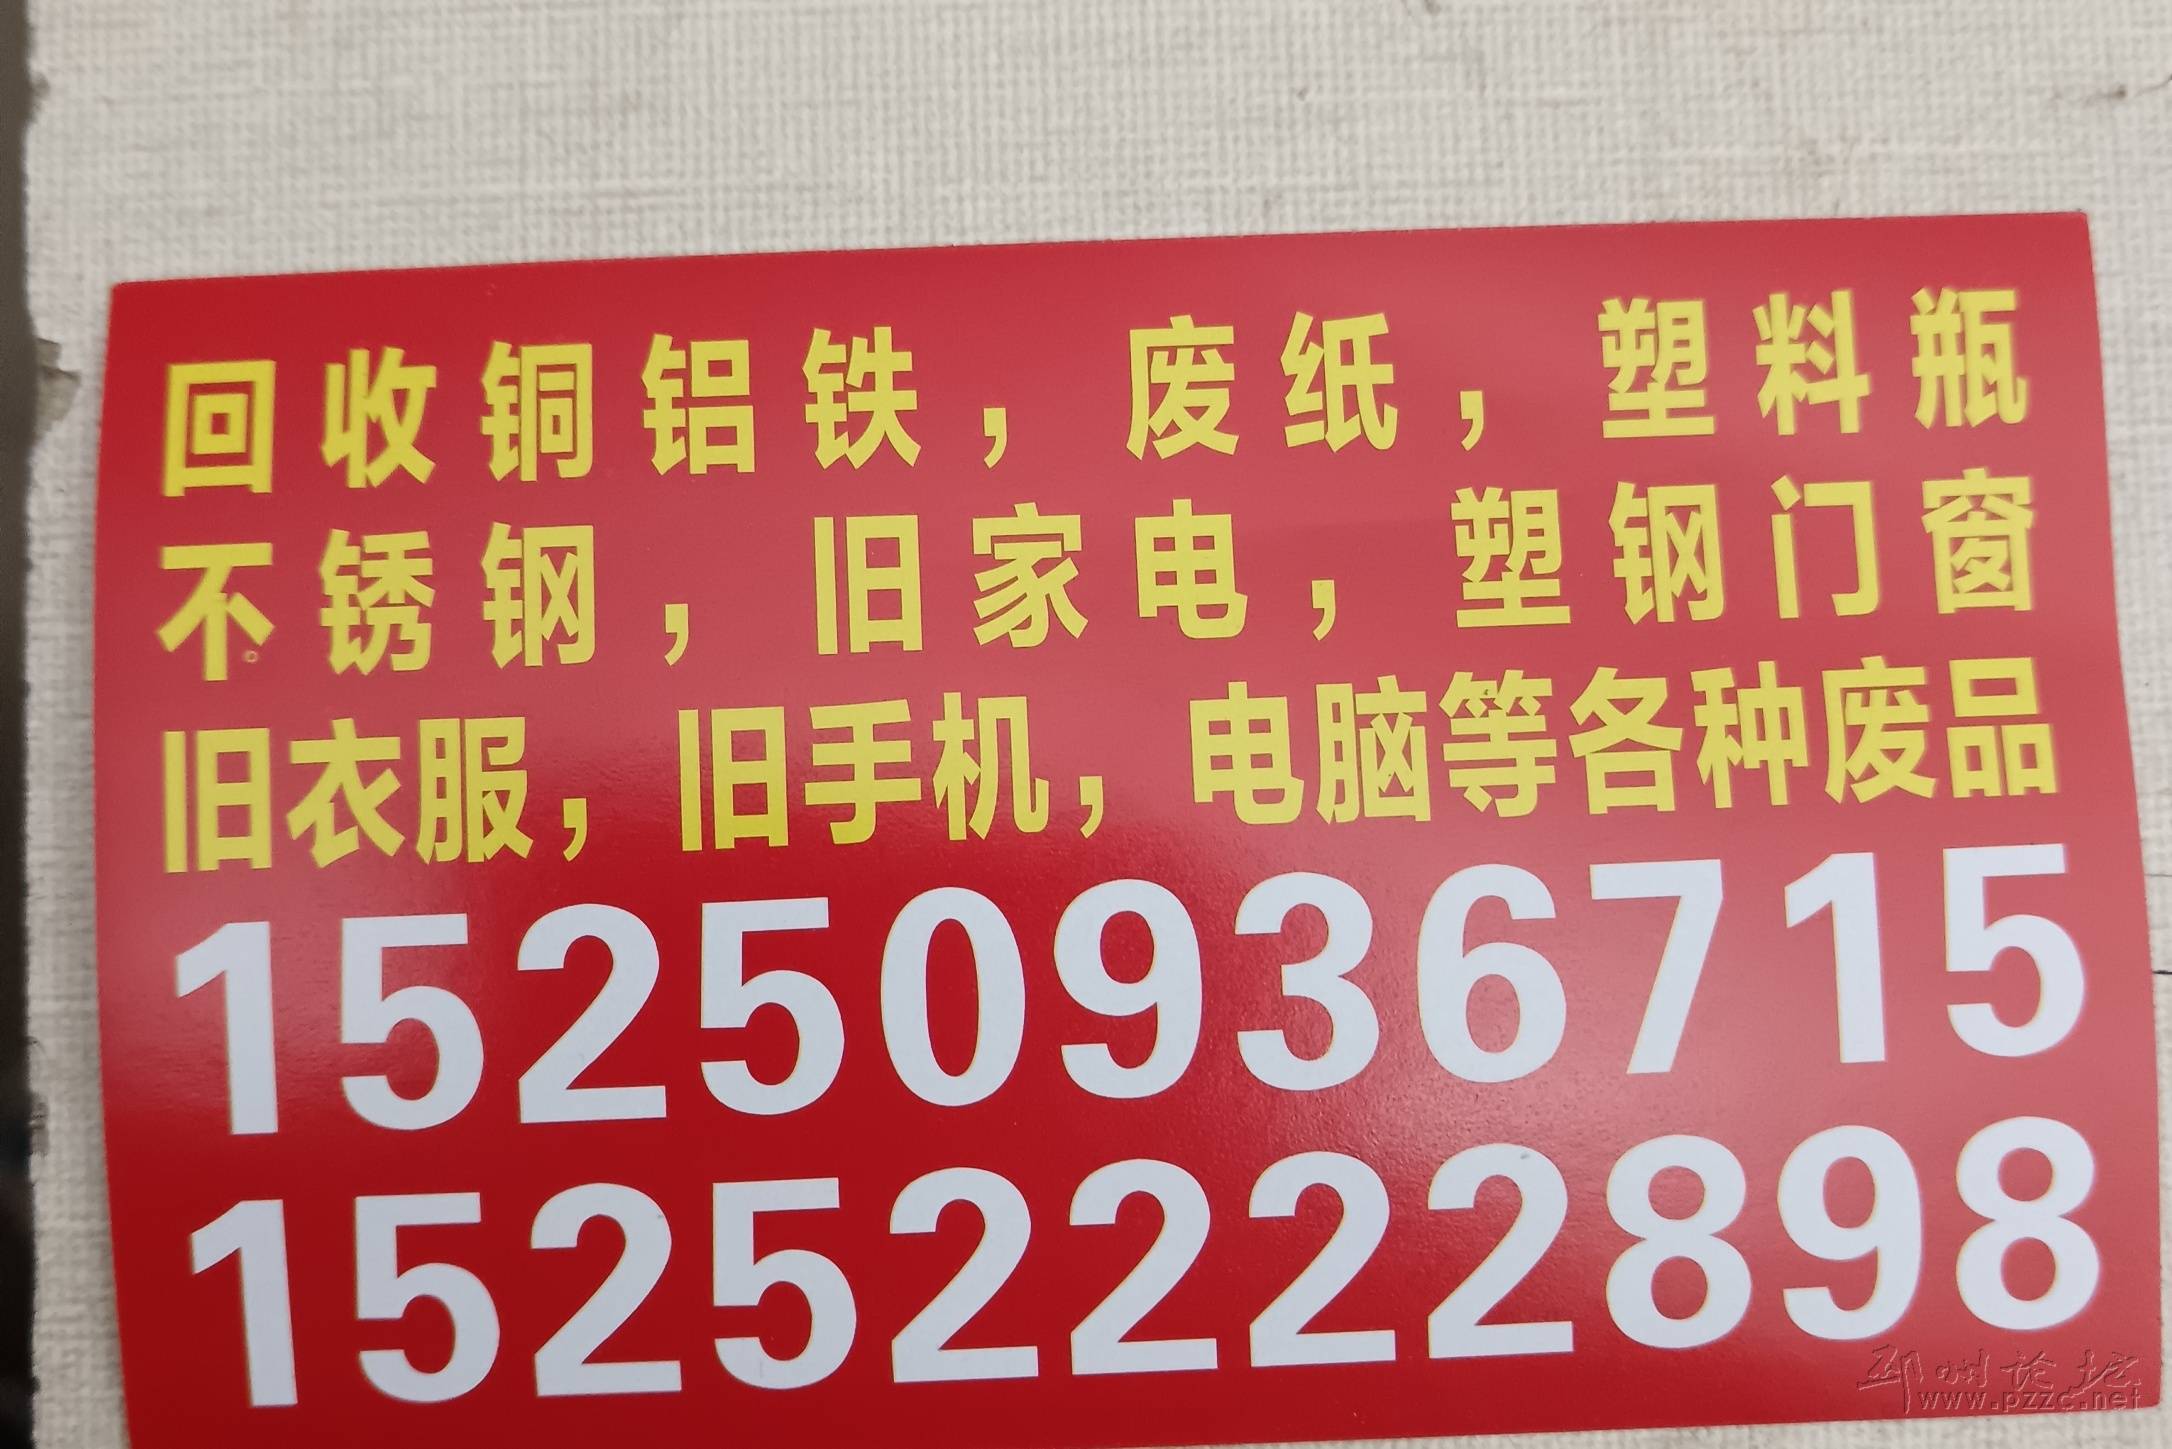 回收铜铝铁，废纸，塑料瓶
不锈钢，旧家电，塑钢门窗
旧衣服，旧手机，电脑等各种废品
15250936715
15252222898
邳州论坛
www.pzzc.net